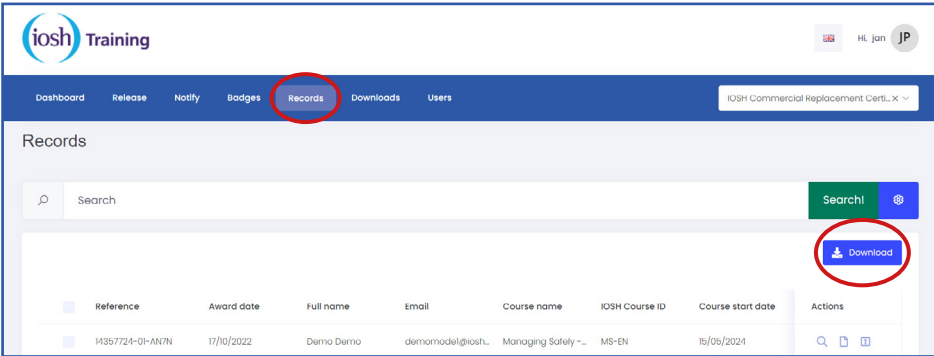 iosh Training
Hi, jan JP
Dashboard Release Notify Badges Records Downloads Users IOSH Commercial Replacement Certi...
Records
Search Search!
Download
Reference Award date Full name Email Course name IOSH Course ID Course start date Actions
14357724-01-AN7N 17/10/2022 Demo Demo demomodel@iosh... Managing Safely -... MS-EN 15/05/2024